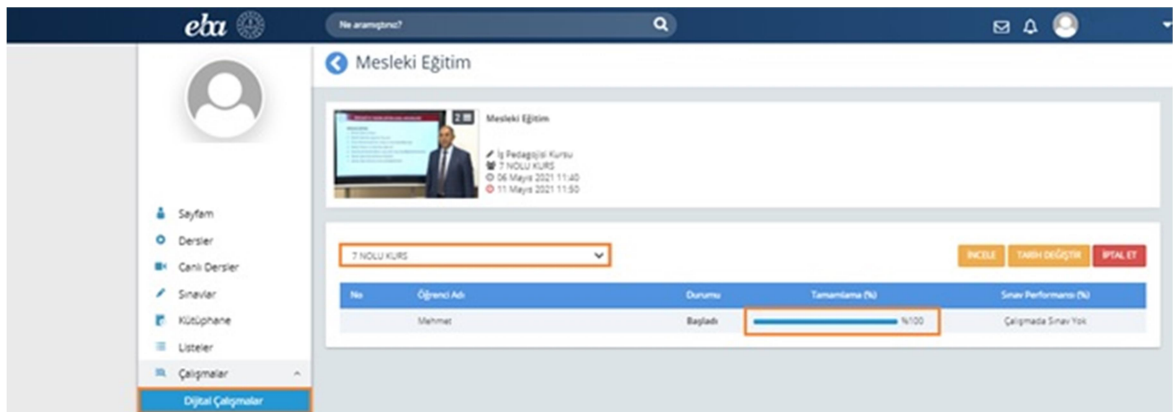 eba
Ne aramıştınız?
Mesleki Eğitim
2
Mesleki Eğitim
İş Pedagojisi Kursu
7 NOLU KURS
06 Mayıs 2021 11:40
11 Mayıs 2021 11:50
Sayfam
Dersler
Canlı Dersler
Sınavlar
Kütüphane
Listeler
Çalışmalar
Dijital Çalışmalar
7 NOLU KURS
İNCELE TARİH DEĞİŞTİR İPTAL ET
No Öğrenci Adı Durumu Tamamlama (%) Sınav Performansı (%)
Mehmet Başladı %100 Çalışmada Sınav Yok